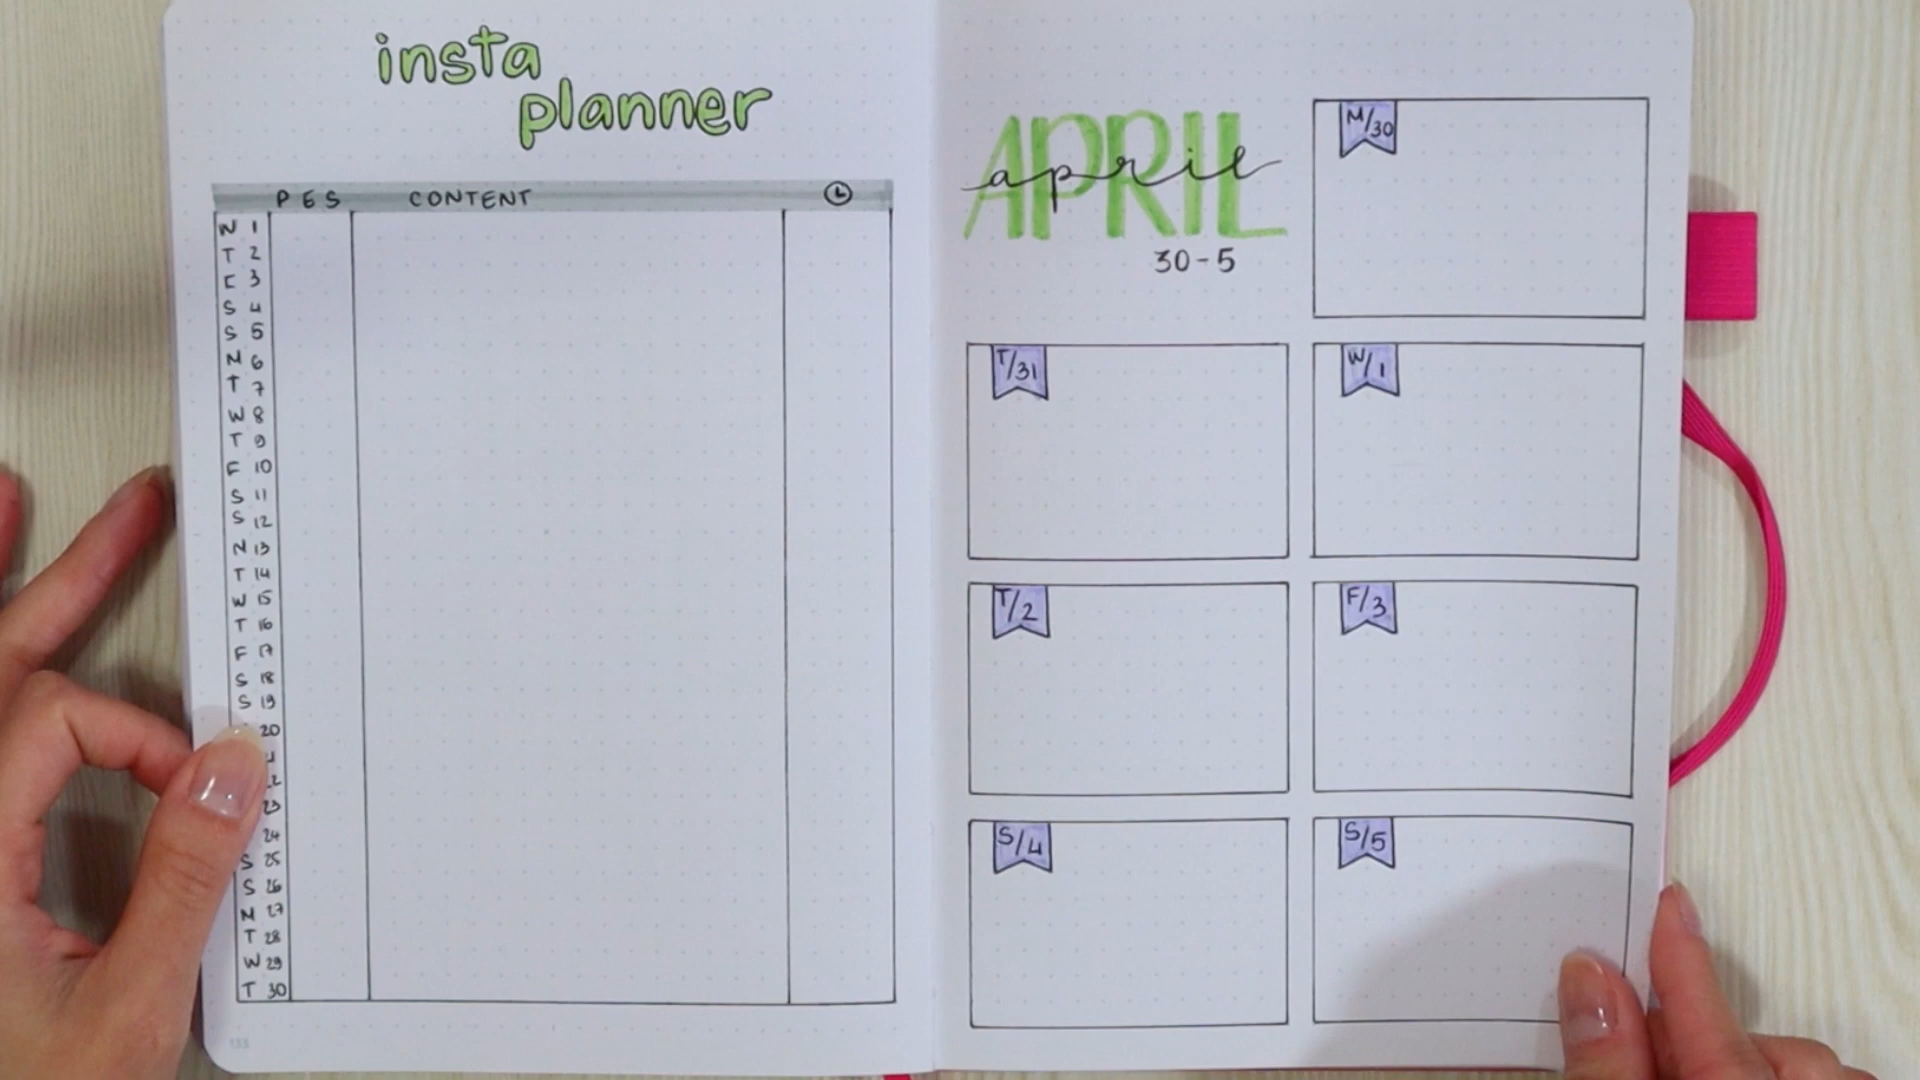 insta
planner
P E S CONTENT
W 1
T 2
F 3
S 4
S 5
M 6
T 7
W 8
T 9
F 10
S 11
S 12
M 13
T 14
W 15
T 16
F 17
S 18
S 19
20
23
24
S 25
S 26
M 27
T 28
W 29
T 30
133
APRIL
april
30-5
M/30
T/31
W/1
T/2
F/3
S/4
S/5